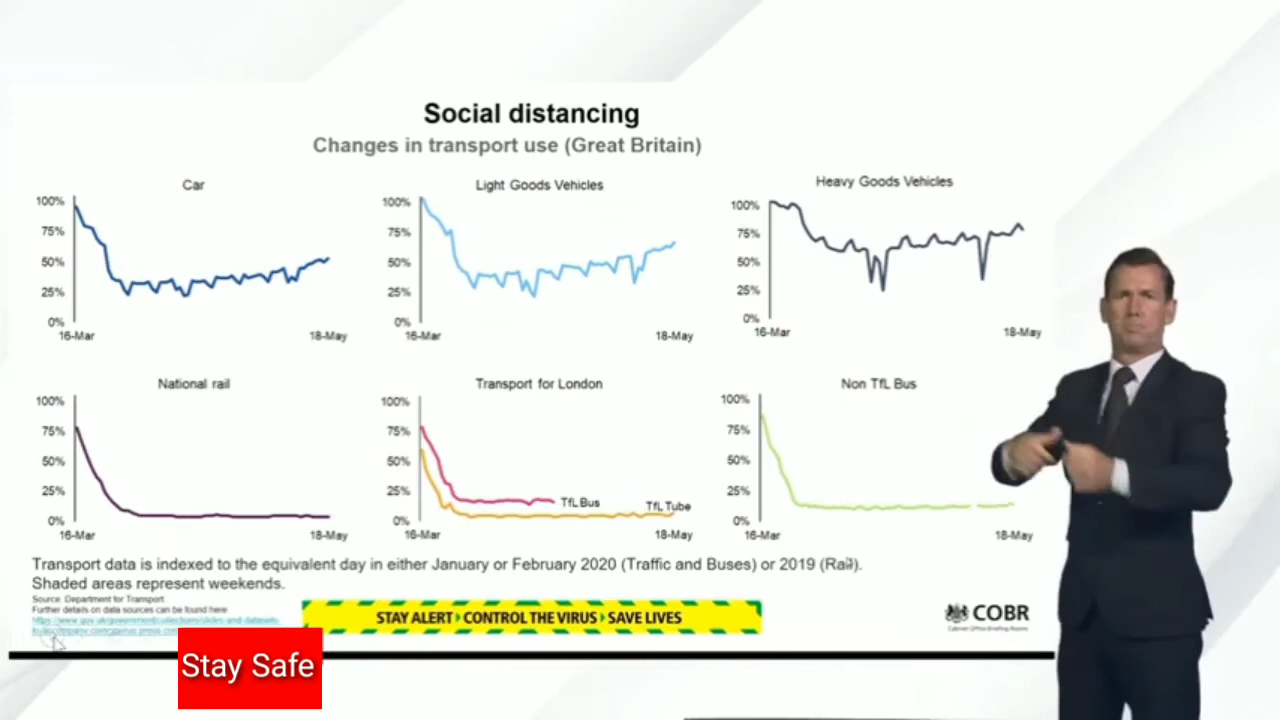 Social distancing
Changes in transport use (Great Britain)
Car
Light Goods Vehicles
Heavy Goods Vehicles
100%
75%
50%
25%
0%
16-Mar
18-May
100%
75%
50%
25%
0%
16-Mar
18-May
100%
75%
50%
25%
0%
16-Mar
18-May
National rail
Transport for London
Non TfL Bus
100%
75%
50%
25%
0%
16-Mar
18-May
100%
75%
50%
25%
0%
TfL Bus
TfL Tube
16-Mar
18-May
100%
75%
50%
25%
0%
16-Mar
18-May
Transport data is indexed to the equivalent day in either January or February 2020 (Traffic and Buses) or 2019 (Rail).
Shaded areas represent weekends.
Source: Department for Transport
Further details on data sources can be found here
STAY ALERT CONTROL THE VIRUS SAVE LIVES
COBR
Cabinet Office Briefing Rooms
Stay Safe